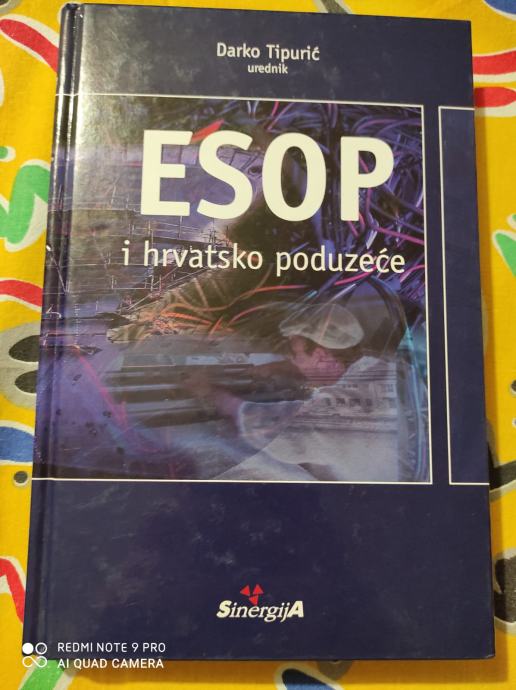 Darko Tipurić
urednik
ESOP
i hrvatsko poduzeće
SinergijA
REDMI NOTE 9 PRO
AI QUAD CAMERA